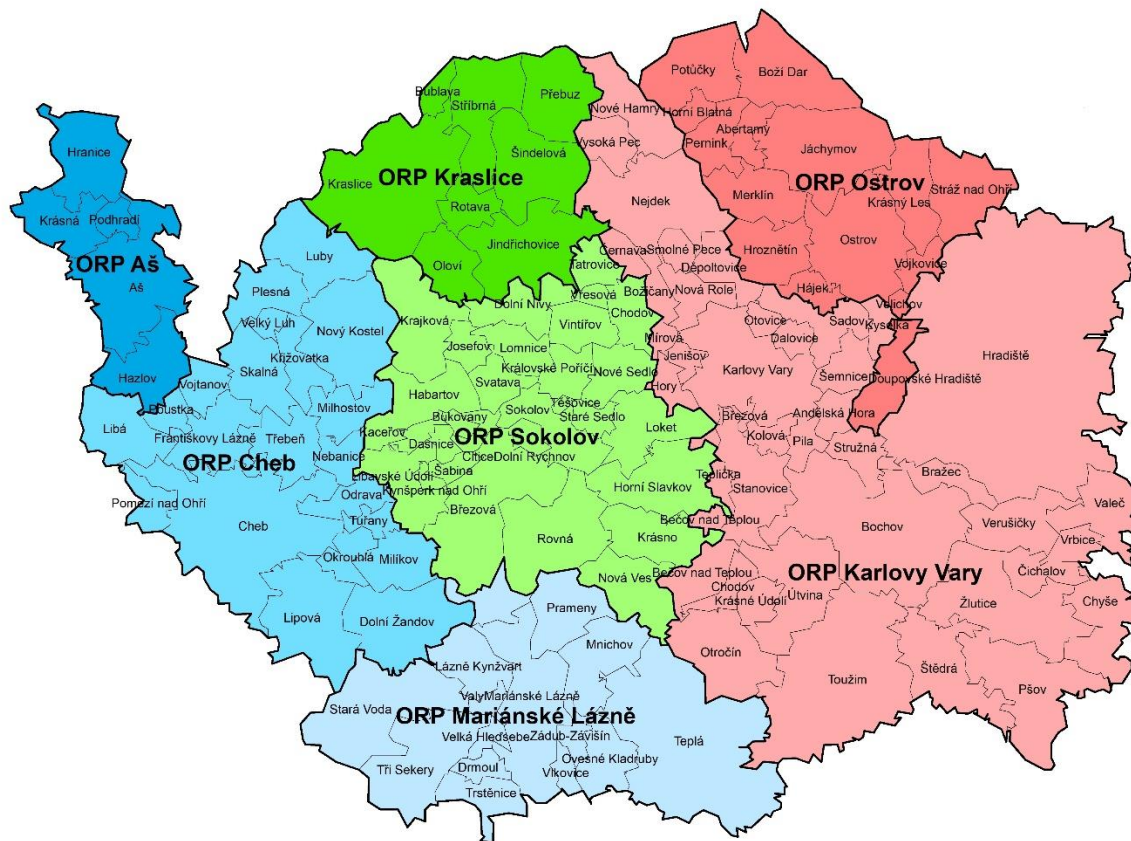 Potůčky
Boží Dar
Bublava
Stříbrná
Přebuz
Nové Hamry
Horní Blatná
Abertamy
Pernink
Vysoká Pec
Jáchymov
Hranice
Šindelová
Kraslice
ORP Kraslice
ORP Ostrov
Stráž nad Ohří
Merklín
Krásný Les
Nejdek
Rotava
Krásná
Podhradí
Jindřichovice
Ostrov
Hroznětín
Černava
Smolné Pece
Luby
Oloví
ORP Aš
Aš
Tatrovice
Děpoltovice
Vojkovice
Plesná
Vřesová
Božičany
Nová Role
Hájek
Dolní Nivy
Velichov
Velký Luh
Nový Kostel
Krajková
Vintířov
Chodov
Otovice
Sadov
Kyselka
Mírová
Dalovice
Josefov
Lomnice
Jenišov
Hradiště
Křižovatka
Skalná
Královské Poříčí
Nové Sedlo
Karlovy Vary
Šemnice
Doupovské Hradiště
Hazlov
Vojtanov
Svatava
Hory
Habartov
Poustka
Milhostov
Bukovany
Sokolov
Těšovice
Staré Sedlo
Březová
Andělská Hora
Libá
Františkovy Lázně
Třebeň
Kaceřov
Dasnice
ORP Sokolov
Loket
Kolová
Pila
Stružná
ORP Cheb
Nebanice
Citice
Dolní Rychnov
Sabina
Libavské Údolí
Kynšperk nad Ohří
Teplička
Bražec
Stanovice
Horní Slavkov
Pomezí nad Ohří
Odrava
Březová
Valeč
Cheb
Tuřany
Bečov nad Teplou
Bochov
Verušičky
Rovná
Krásno
Vrbice
Okrouhlá
Milíkov
Nová Ves
Bečov nad Teplou
ORP Karlovy Vary
Čichalov
Chodov
Krásné Údolí
Útvina
Žlutice
Chyše
Lipová
Dolní Žandov
Prameny
Mnichov
Otročín
Lázně Kynžvart
Toužim
Štědrá
Pšov
Valy
Mariánské Lázně
Stará Voda
ORP Mariánské Lázně
Velká Hleďsebe
Zádub-Závišín
Teplá
Tři Sekery
Drmoul
Ovesné Kladruby
Vlkovice
Trstěnice